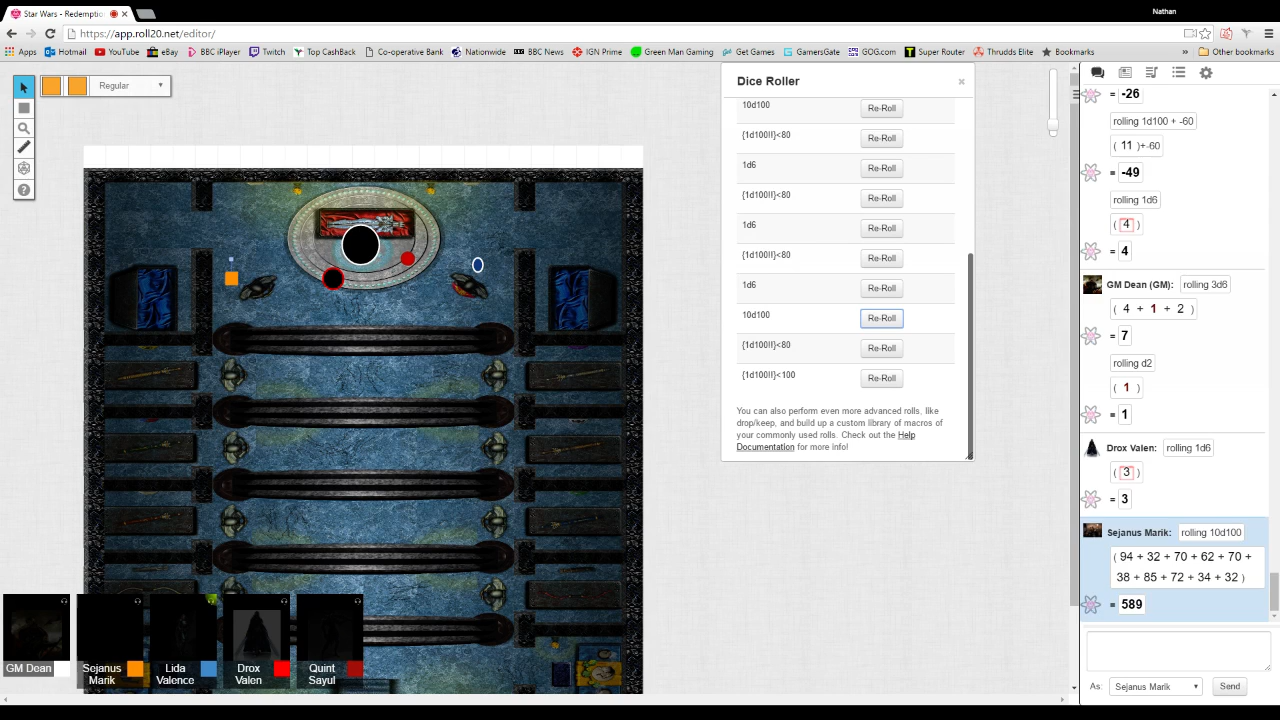 Star Wars - Redemption
Nathan
https://app.roll20.net/editor/
Apps Hotmail YouTube eBay BBC iPlayer Twitch Top CashBack Co-operative Bank Nationwide BBC News IGN Prime Green Man Gaming Get Games GamersGate GOG.com Super Router Thrudds Elite Bookmarks » Other bookmarks
Regular
Dice Roller ×
10d100 Re-Roll
{1d100!!}<80 Re-Roll
1d6 Re-Roll
{1d100!!}<80 Re-Roll
1d6 Re-Roll
{1d100!!}<80 Re-Roll
1d6 Re-Roll
10d100 Re-Roll
{1d100!!}<80 Re-Roll
{1d100!!}<100 Re-Roll
You can also perform even more advanced rolls, like
drop/keep, and build up a custom library of macros of
your commonly used rolls. Check out the Help
Documentation for more info!
= -26
rolling 1d100 + -60
( 11 )+-60
= -49
rolling 1d6
( 4 )
= 4
GM Dean (GM): rolling 3d6
( 4 + 1 + 2 )
= 7
rolling d2
( 1 )
= 1
Drox Valen: rolling 1d6
( 3 )
= 3
Sejanus Marik: rolling 10d100
( 94 + 32 + 70 + 62 + 70 +
38 + 85 + 72 + 34 + 32 )
= 589
As: Sejanus Marik Send
GM Dean
Sejanus
Marik
Lida
Valence
Drox
Valen
Quint
Sayul